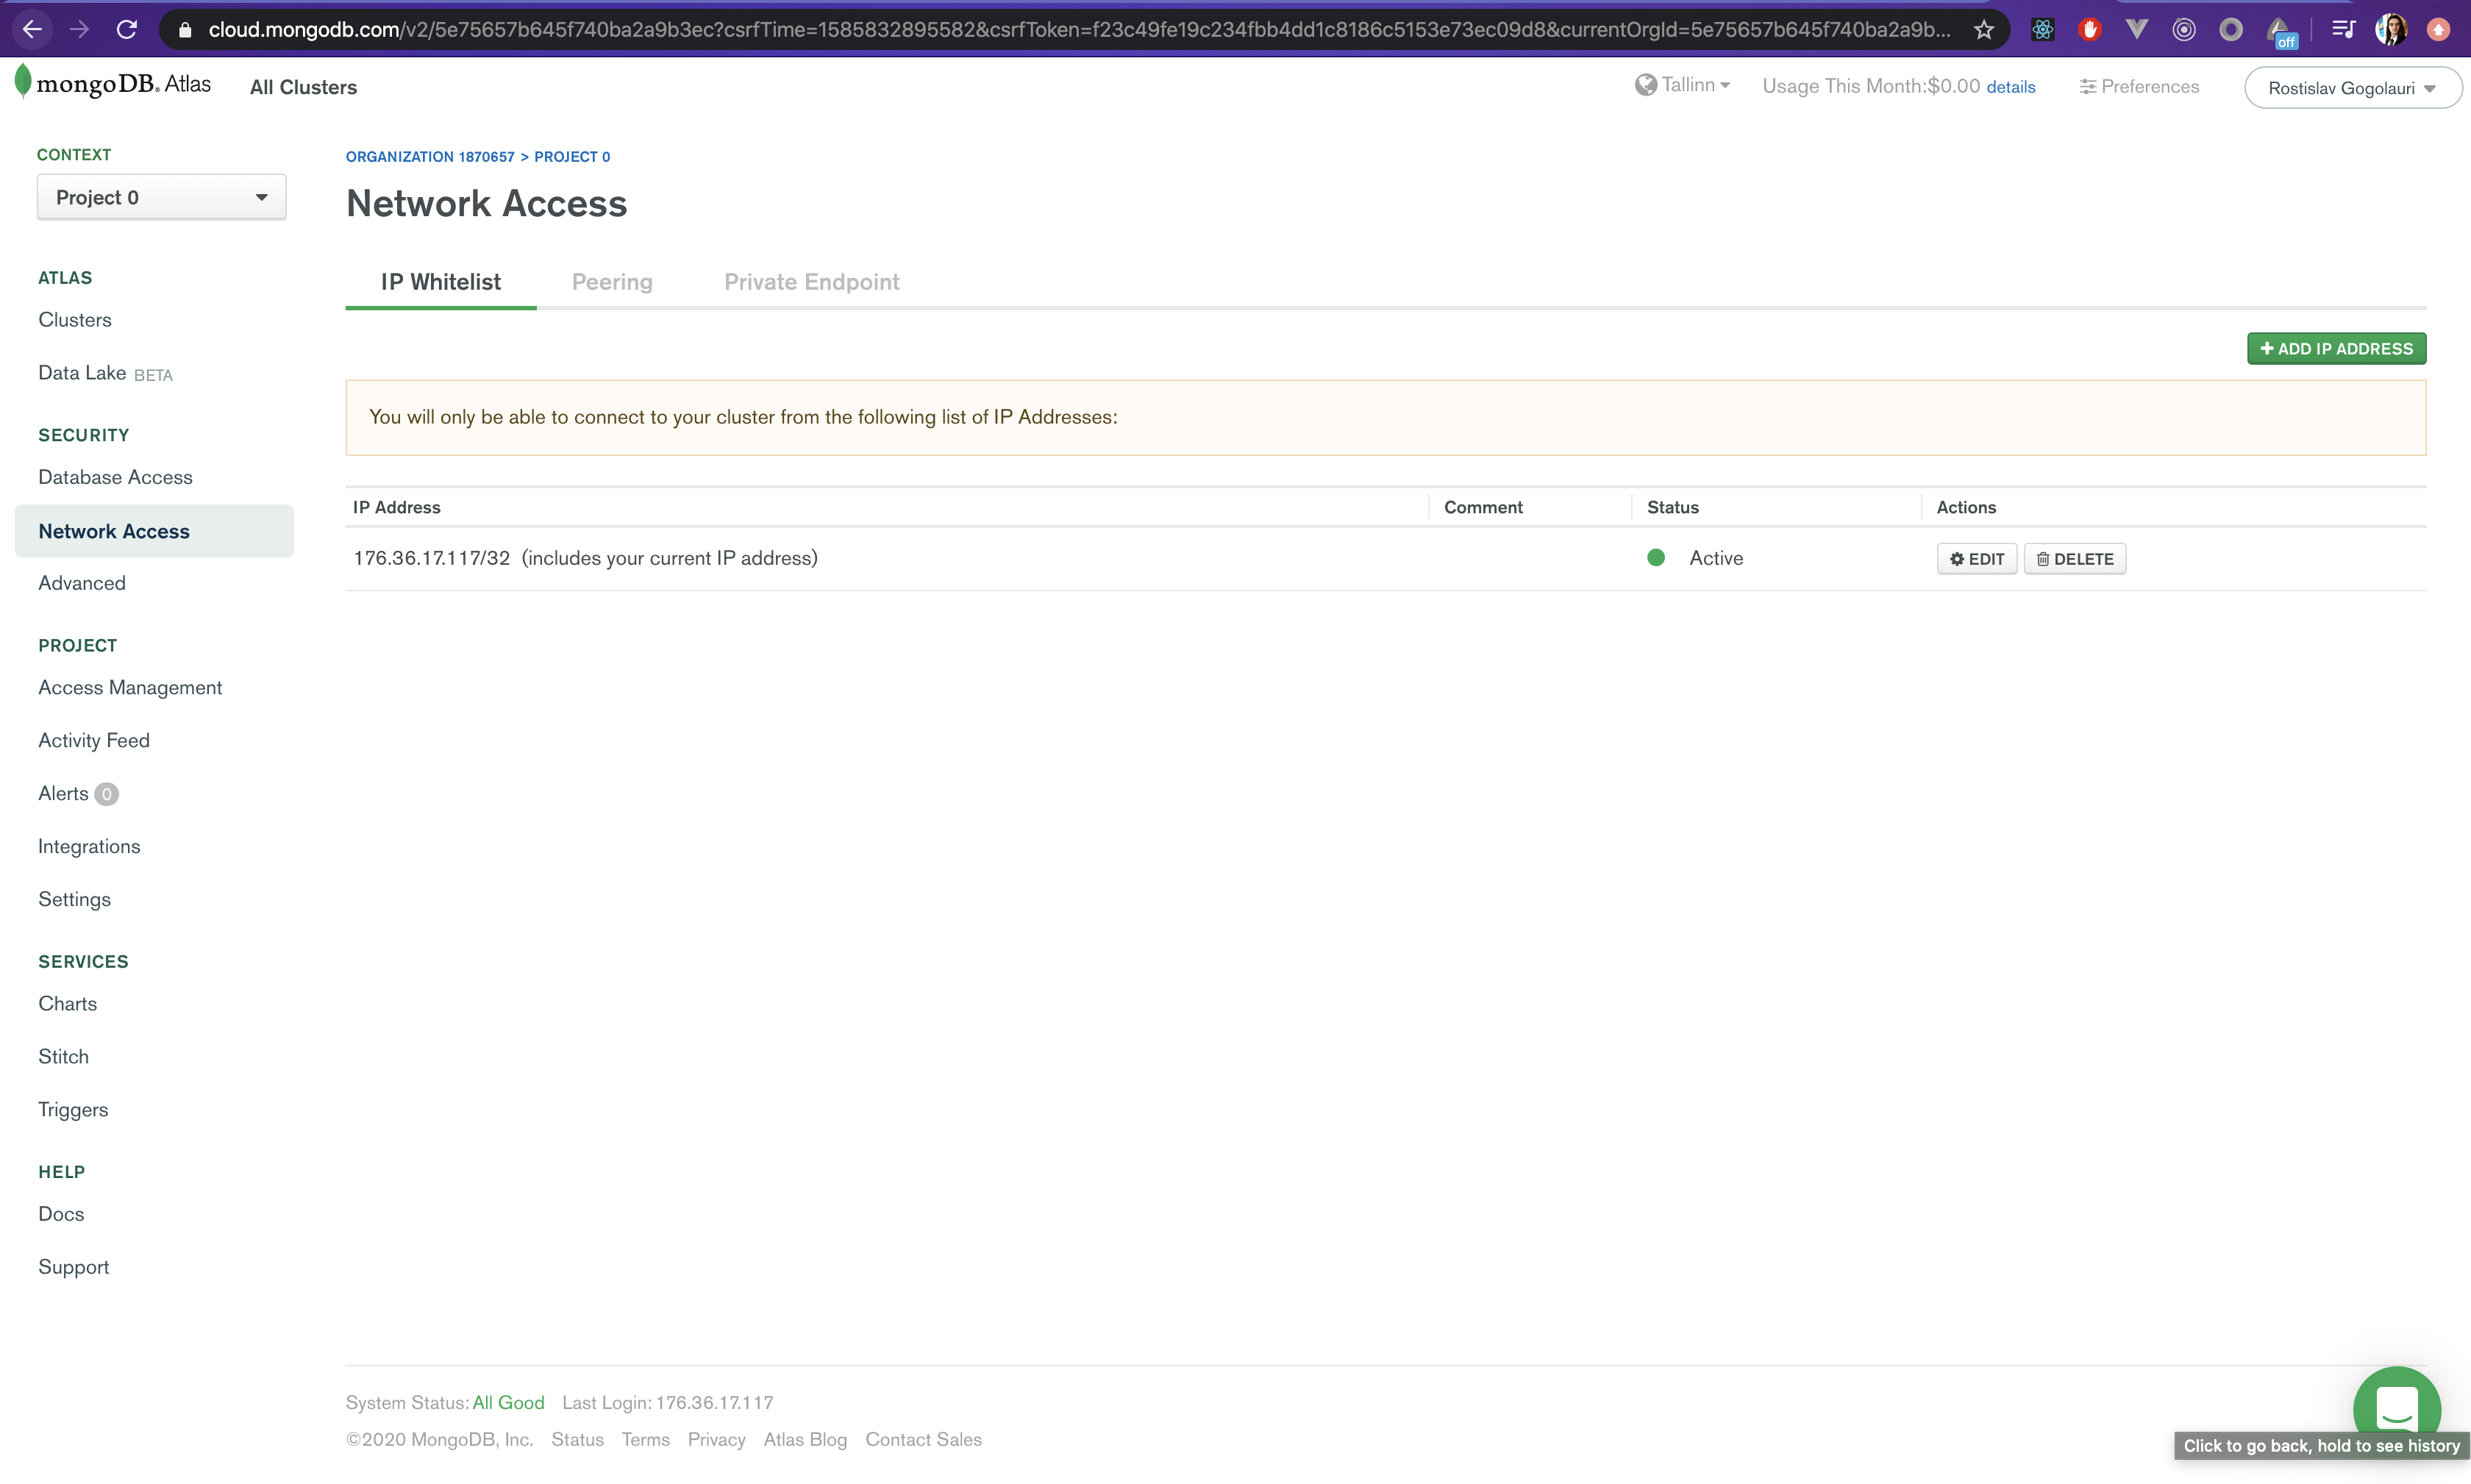 cloud.mongodb.com/v2/5e75657b645f740ba2a9b3ec?csrfTime=1585832895582&csrfToken=f23c49fe19c234fbb4dd1c8186c5153e73ec09d8&currentOrgId=5e75657b645f740ba2a9b...
off
mongoDB. Atlas
All Clusters
Tallinn
Usage This Month:$0.00 details
Preferences
Rostislav Gogolauri
CONTEXT
Project 0
ATLAS
Clusters
Data Lake BETA
SECURITY
Database Access
Network Access
Advanced
PROJECT
Access Management
Activity Feed
Alerts 0
Integrations
Settings
SERVICES
Charts
Stitch
Triggers
HELP
Docs
Support
ORGANIZATION 1870657 > PROJECT 0
Network Access
IP Whitelist Peering Private Endpoint
ADD IP ADDRESS
You will only be able to connect to your cluster from the following list of IP Addresses:
IP Address Comment Status Actions
176.36.17.117/32 (includes your current IP address) Active EDIT DELETE
System Status: All Good Last Login: 176.36.17.117
©2020 MongoDB, Inc. Status Terms Privacy Atlas Blog Contact Sales
Click to go back, hold to see history